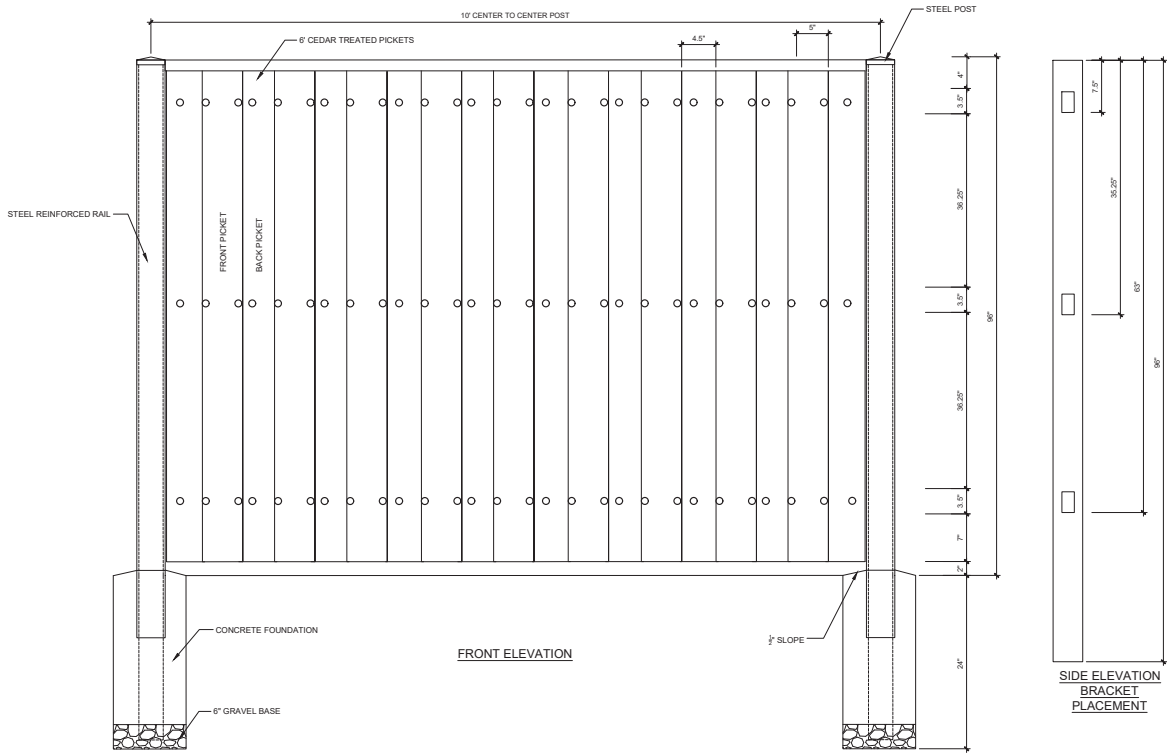 10' CENTER TO CENTER POST
STEEL POST
6' CEDAR TREATED PICKETS
4.5"
5"
4"
3.5"
7.5"
36.25"
35.25"
STEEL REINFORCED RAIL
FRONT PICKET
BACK PICKET
3.5"
63"
96"
96"
36.25"
3.5"
7"
2"
CONCRETE FOUNDATION
½" SLOPE
FRONT ELEVATION
24"
6" GRAVEL BASE
SIDE ELEVATION
BRACKET
PLACEMENT